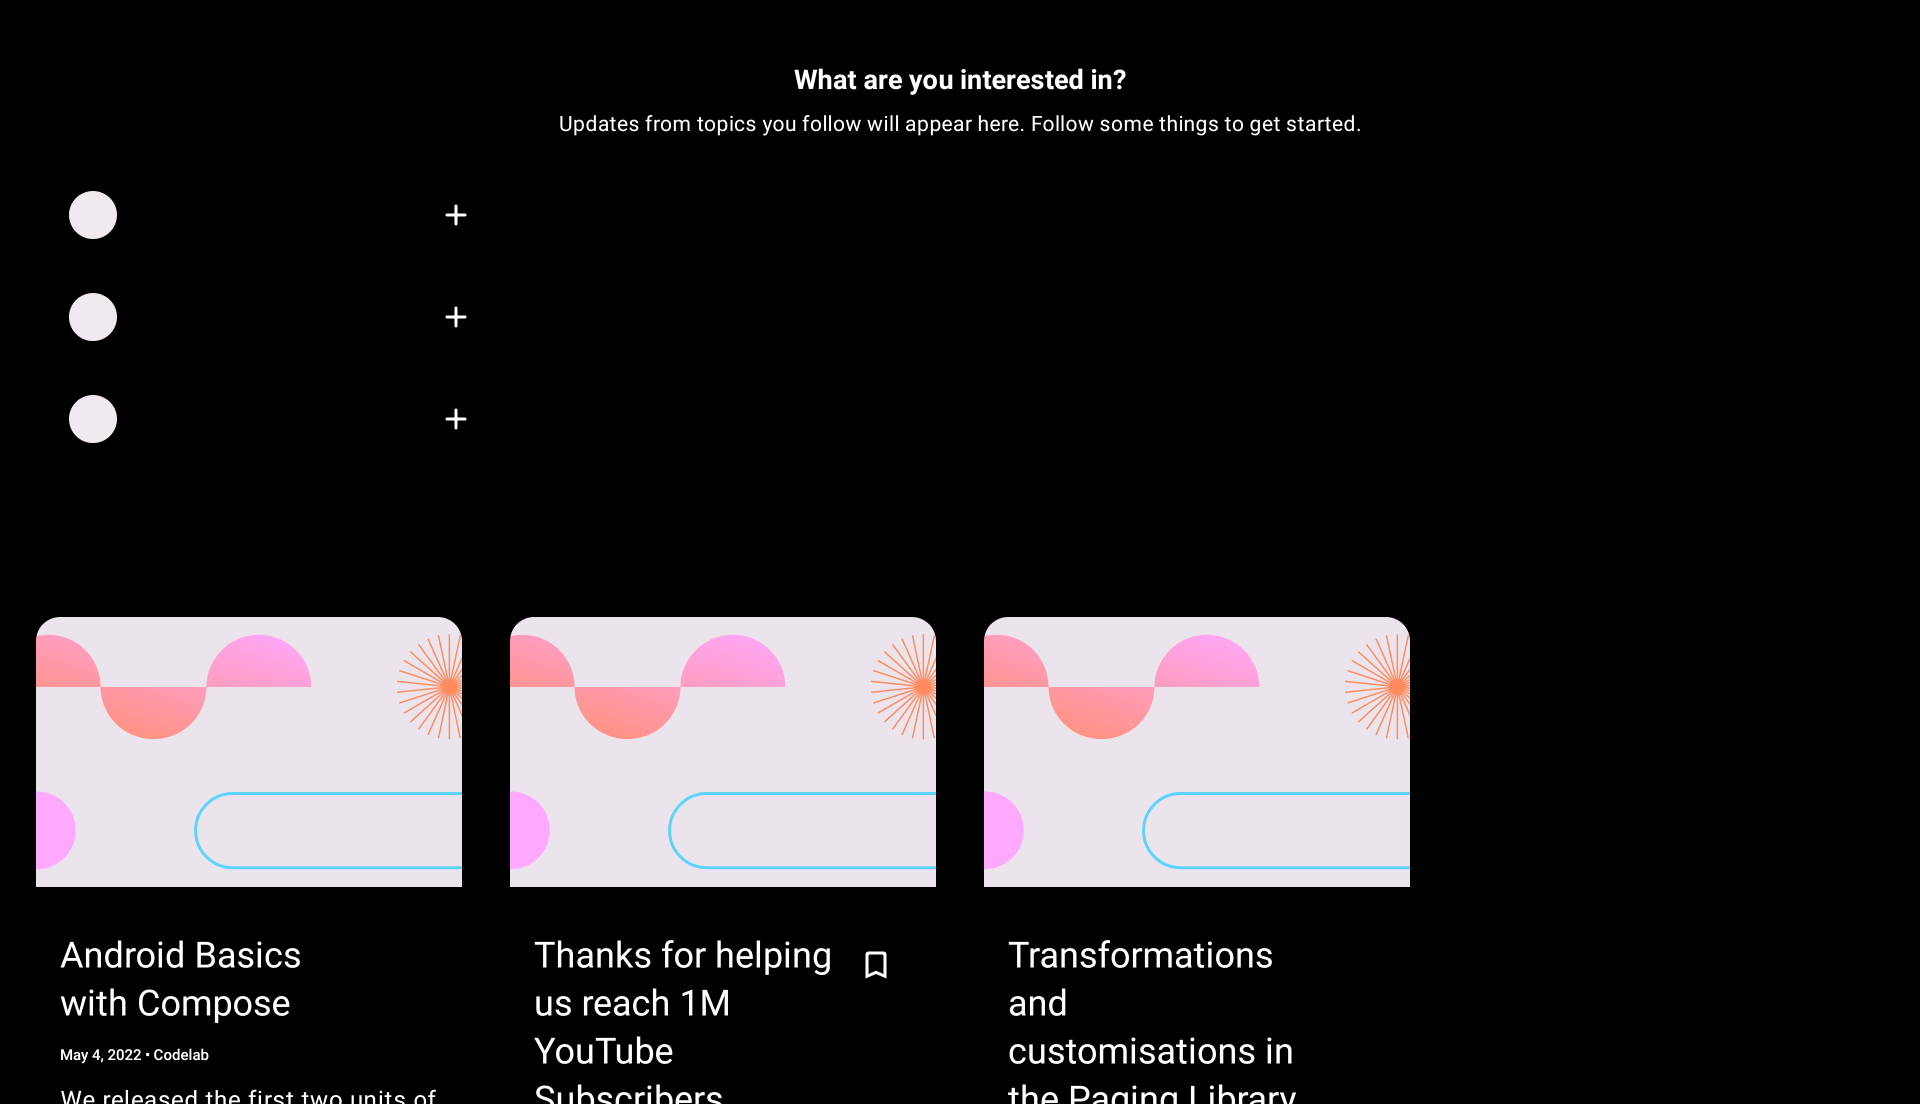 What are you interested in?
Updates from topics you follow will appear here. Follow some things to get started.
Android Basics
with Compose
May 4, 2022 • Codelab
We released the first two units of
Thanks for helping
us reach 1M
YouTube
Subscribers
Transformations
and
customisations in
the Paging Library